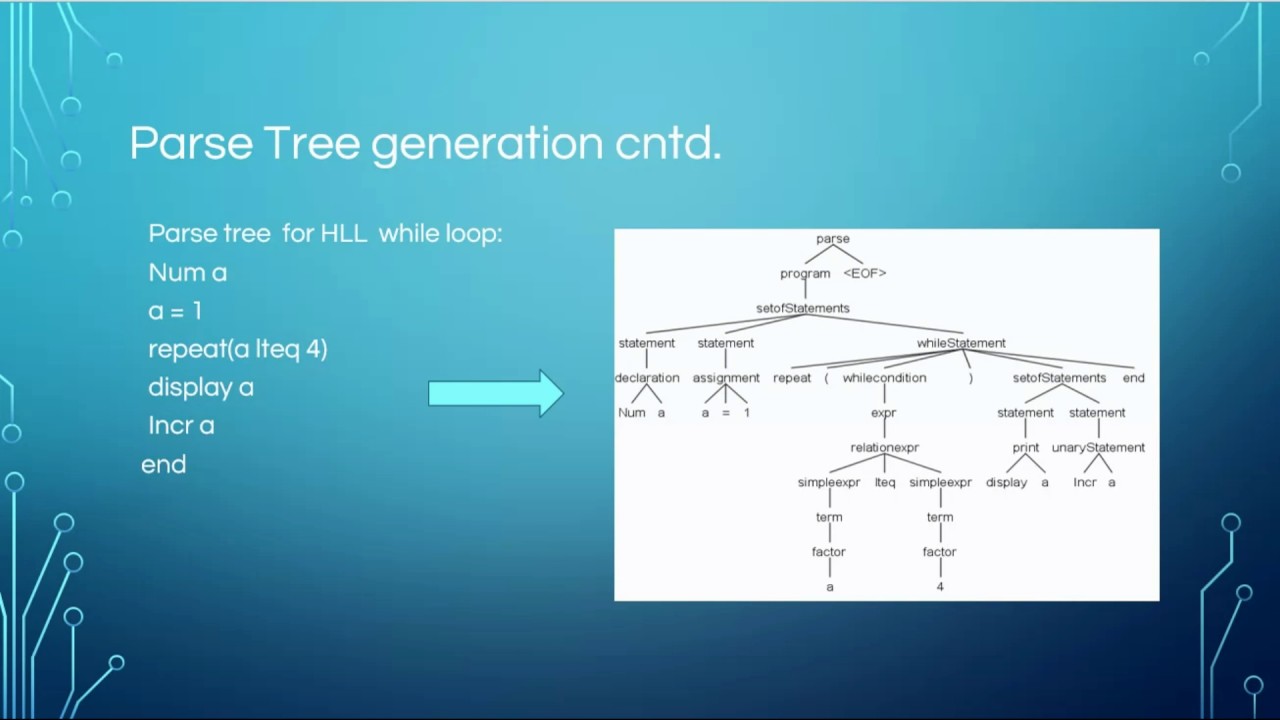 Parse Tree generation cntd.
Parse tree for HLL while loop:
Num a
a = 1
repeat(a lteq 4)
display a
Incr a
end
parse
program <EOF>
setofStatements
statement statement whileStatement
declaration assignment repeat ( whilecondition ) setofStatements end
Num a a = 1 expr statement statement
relationexpr print unaryStatement
simpleexpr lteq simpleexpr display a Incr a
term term
factor factor
a 4